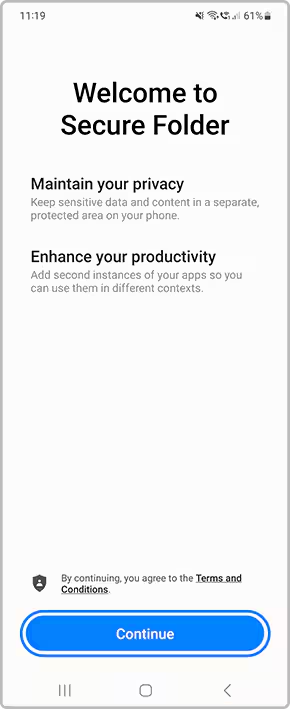 11:19
61%
Welcome to
Secure Folder
Maintain your privacy
Keep sensitive data and content in a separate,
protected area on your phone.
Enhance your productivity
Add second instances of your apps so you
can use them in different contexts.
By continuing, you agree to the Terms and
Conditions.
Continue